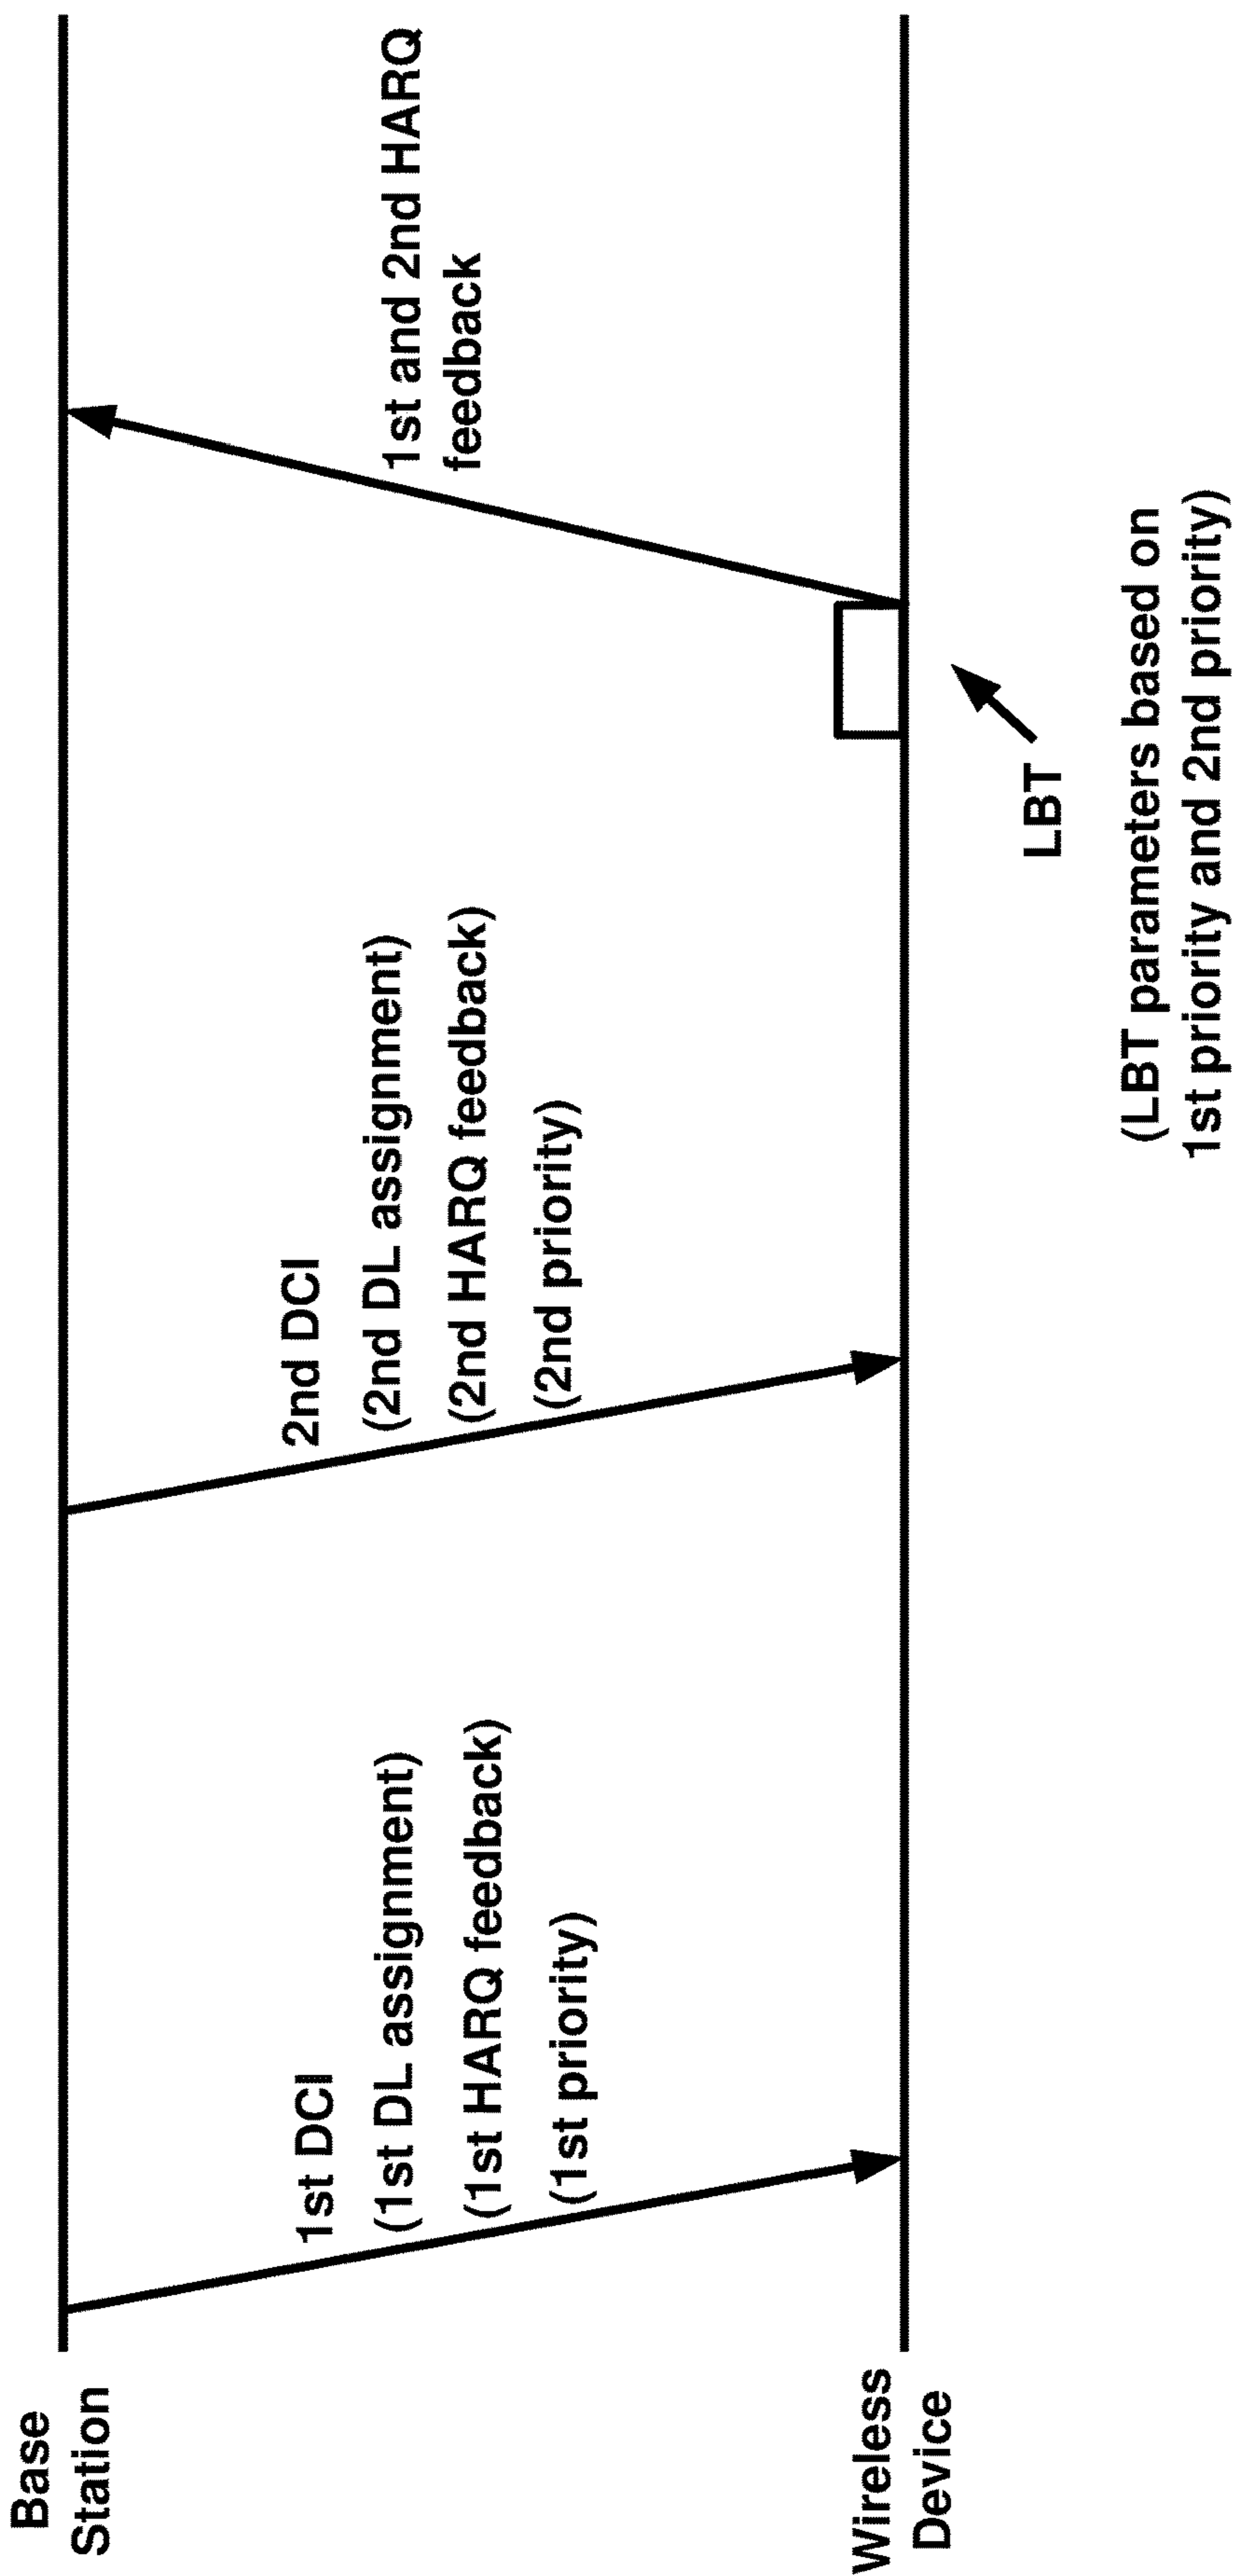 Base
Station
1st DCI
(1st DL assignment)
(1st HARQ feedback)
(1st priority)
2nd DCI
(2nd DL assignment)
(2nd HARQ feedback)
(2nd priority)
1st and 2nd HARQ
feedback
Wireless
Device
LBT
(LBT parameters based on
1st priority and 2nd priority)